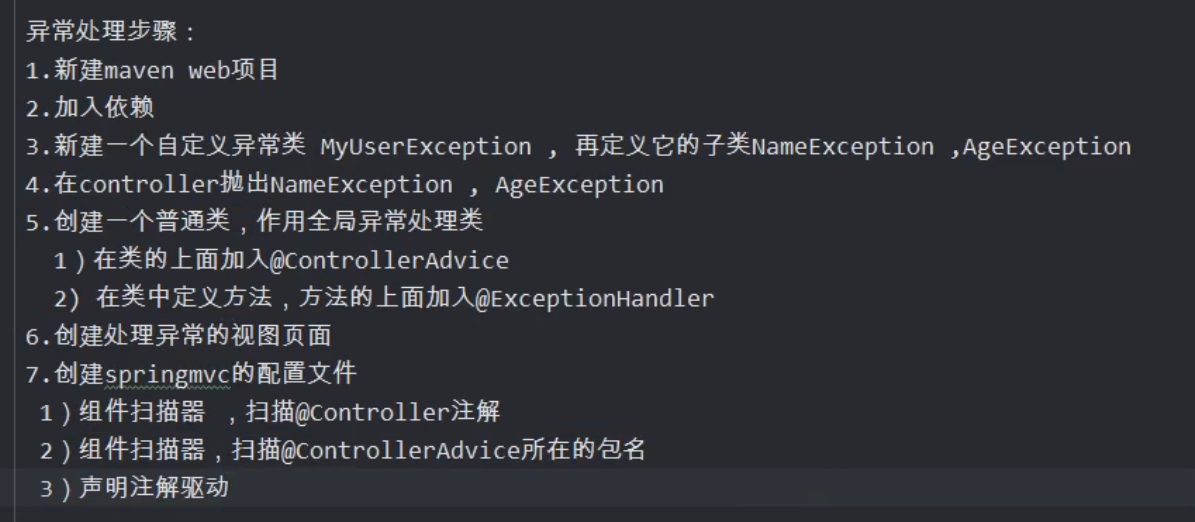 异常处理步骤：
1.新建maven web项目
2.加入依赖
3.新建一个自定义异常类 MyUserException , 再定义它的子类NameException ,AgeException
4.在controller抛出NameException , AgeException
5.创建一个普通类，作用全局异常处理类
1）在类的上面加入@ControllerAdvice
2) 在类中定义方法，方法的上面加入@ExceptionHandler
6.创建处理异常的视图页面
7.创建springmvc的配置文件
1）组件扫描器 ，扫描@Controller注解
2）组件扫描器，扫描@ControllerAdvice所在的包名
3）声明注解驱动